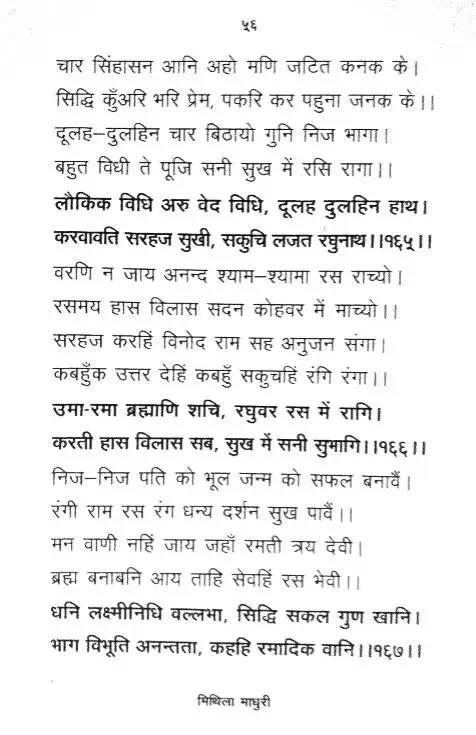 ५६
चार सिंहासन आनि अहो मणि जटित कनक के।
सिद्धि कुँअरि भरि प्रेम, पकरि कर पहुना जनक के।।
दूलह–दुलहिन चार बिठायो गुनि निज भागा।
बहुत विधी ते पूजि सनी सुख में रसि रागा।।
लौकिक विधि अरु वेद विधि, दूलह दुलहिन हाथ।
करवावति सरहज सुखी, सकुचि लजत रघुनाथ।।१६५।।
वरणि न जाय अनन्द श्याम–श्यामा रस राच्यो।
रसमय हास विलास सदन कोहवर में माच्यो।।
सरहज करहिं विनोद राम सह अनुजन संगा।
कबहुँक उत्तर देहिं कबहुँ सकुचहिं रंगि रंगा।।
उमा-रमा ब्रह्माणि शचि, रघुवर रस में रागि।
करती हास विलास सब, सुख में सनी सुभागि।।१६६।।
निज–निज पति को भूल जन्म को सफल बनावैं।
रंगी राम रस रंग धन्य दर्शन सुख पावैं।।
मन वाणी नहिं जाय जहाँ रमती त्रय देवी।
ब्रह्म बनाबनि आय ताहि सेवहिं रस भेवी।।
धनि लक्ष्मीनिधि वल्लभा, सिद्धि सकल गुण खानि।
भाग विभूति अनन्तता, कहहि रमादिक वानि।।१६७।।
मिथिला माधुरी